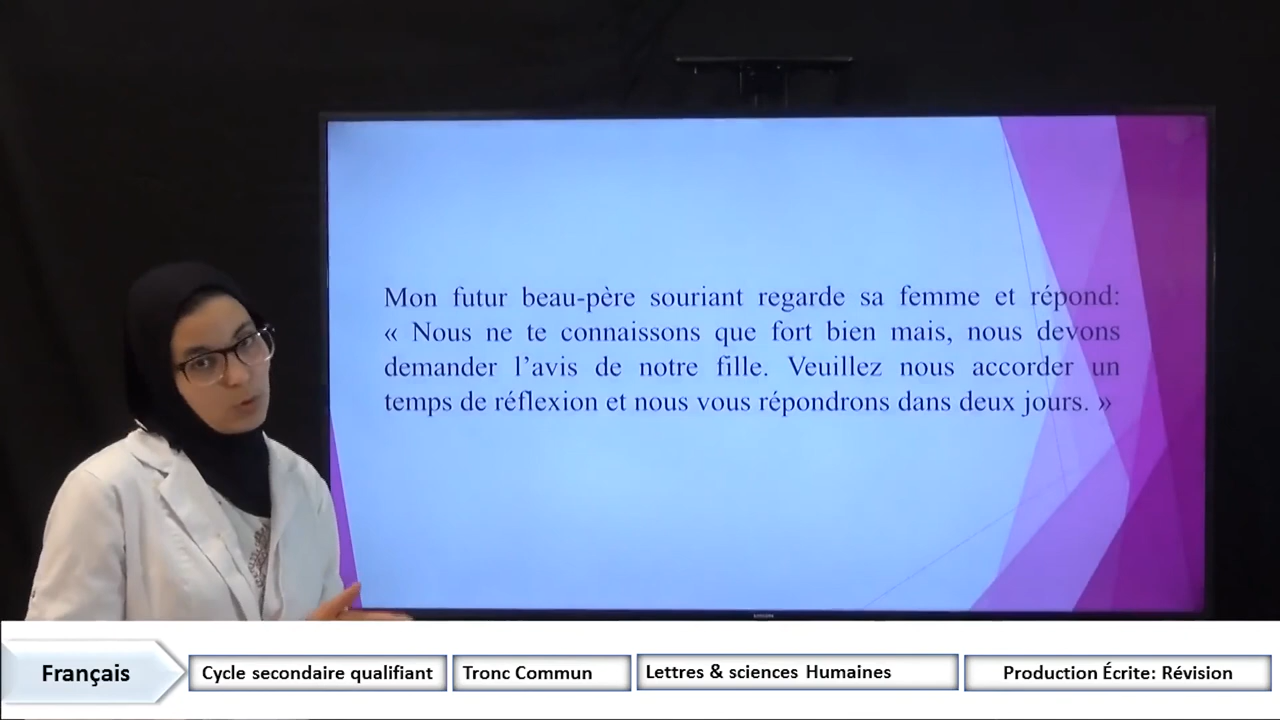 Mon futur beau-père souriant regarde sa femme et répond:
« Nous ne te connaissons que fort bien mais, nous devons
demander l’avis de notre fille. Veuillez nous accorder un
temps de réflexion et nous vous répondrons dans deux jours. »
SAMSUNG
Français
Cycle secondaire qualifiant
Tronc Commun
Lettres & sciences Humaines
Production Écrite: Révision